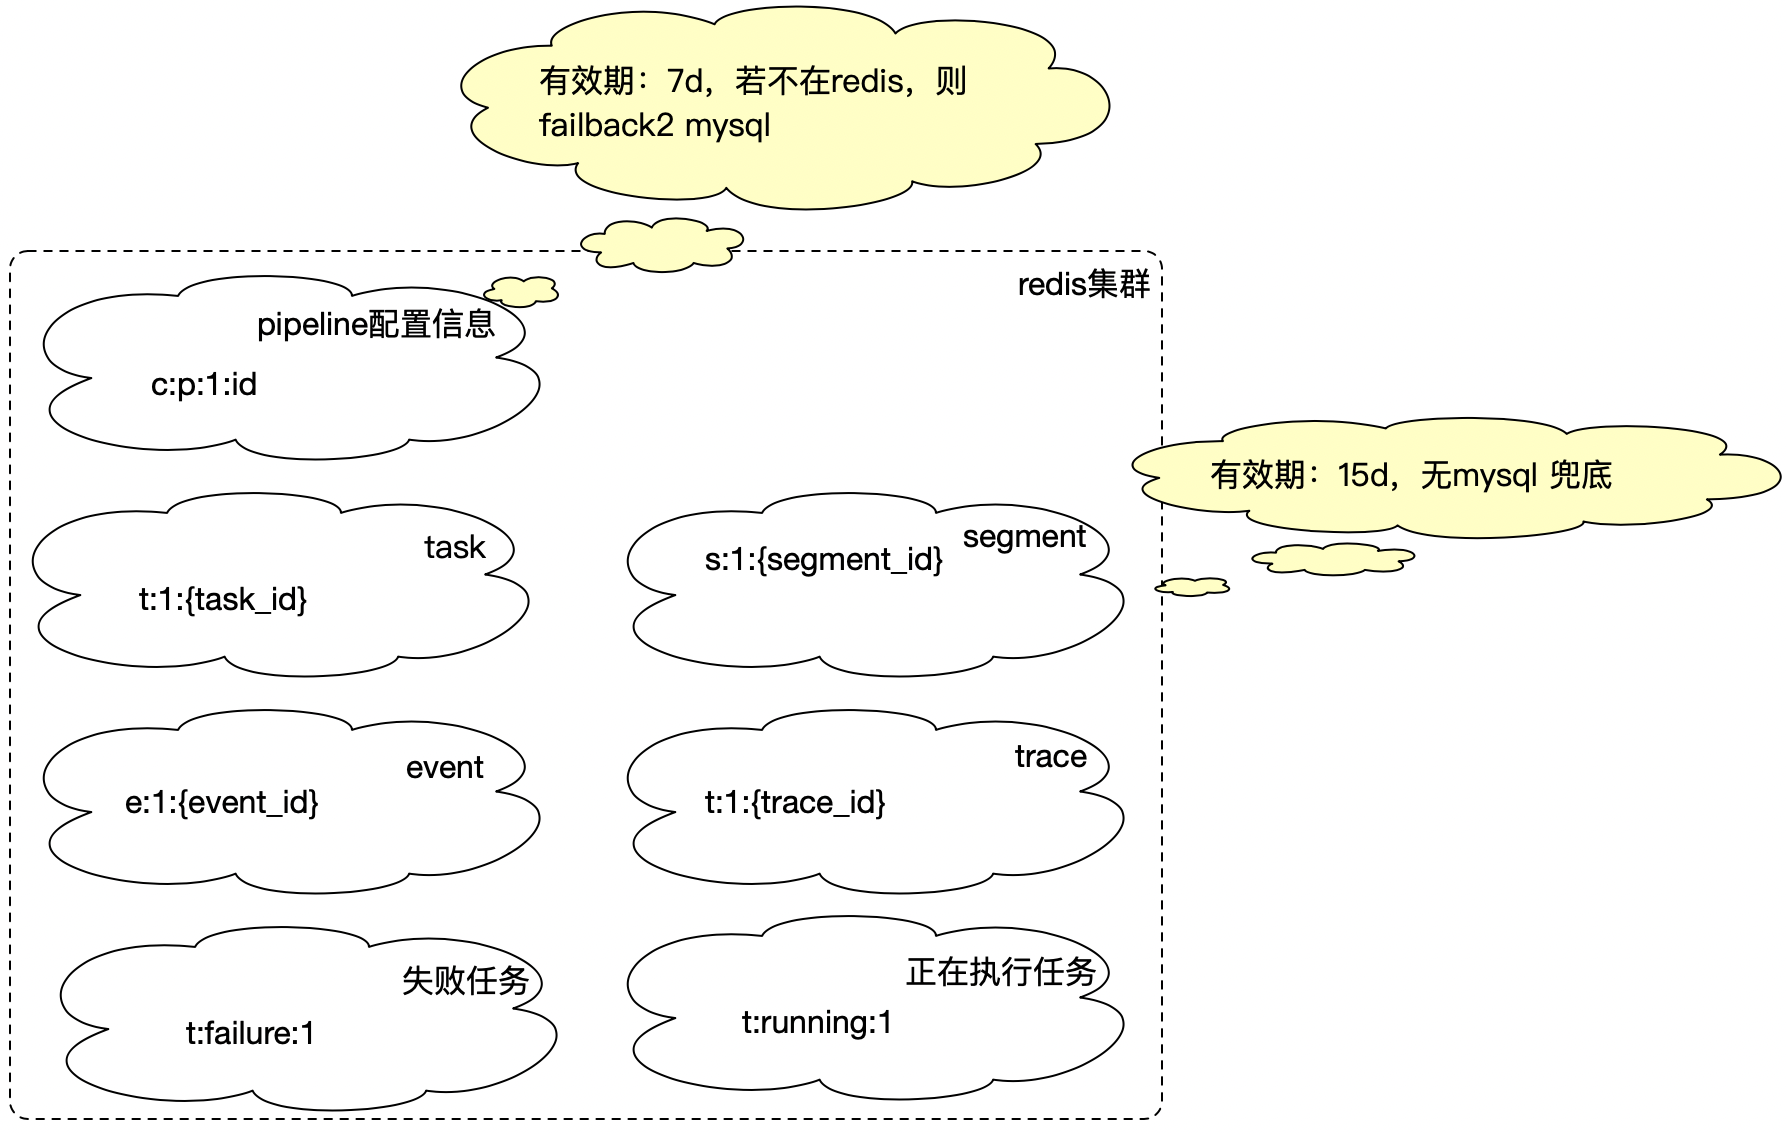 有效期：7d，若不在redis，则
failback2 mysql
redis集群
pipeline配置信息
c:p:1:id
有效期：15d，无mysql 兜底
task
t:1:{task_id}
segment
s:1:{segment_id}
event
e:1:{event_id}
trace
t:1:{trace_id}
失败任务
t:failure:1
正在执行任务
t:running:1